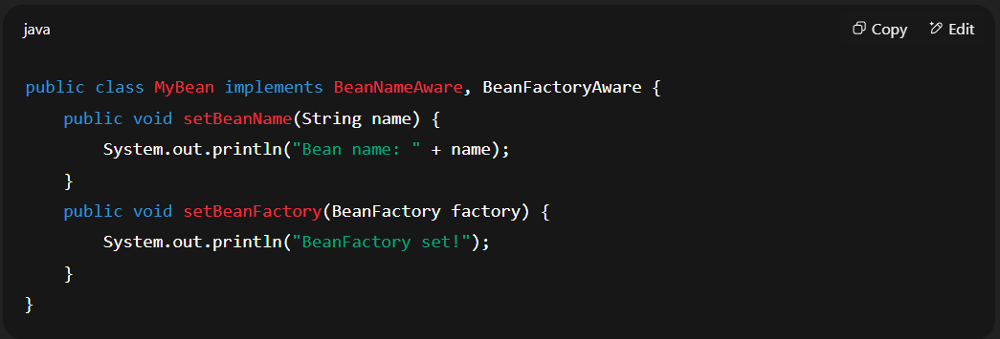 java
Copy Edit
public class MyBean implements BeanNameAware, BeanFactoryAware {
    public void setBeanName(String name) {
        System.out.println("Bean name: " + name);
    }
    public void setBeanFactory(BeanFactory factory) {
        System.out.println("BeanFactory set!");
    }
}